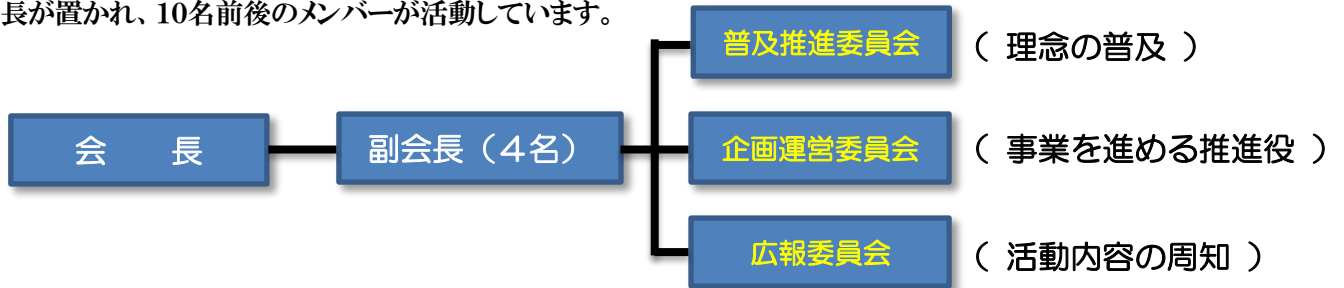 長が置かれ、10名前後のメンバーが活動しています。
普及推進委員会 （ 理念の普及 ）
会　　長 副会長（４名） 企画運営委員会 （ 事業を進める推進役 ）
広報委員会 （ 活動内容の周知 ）